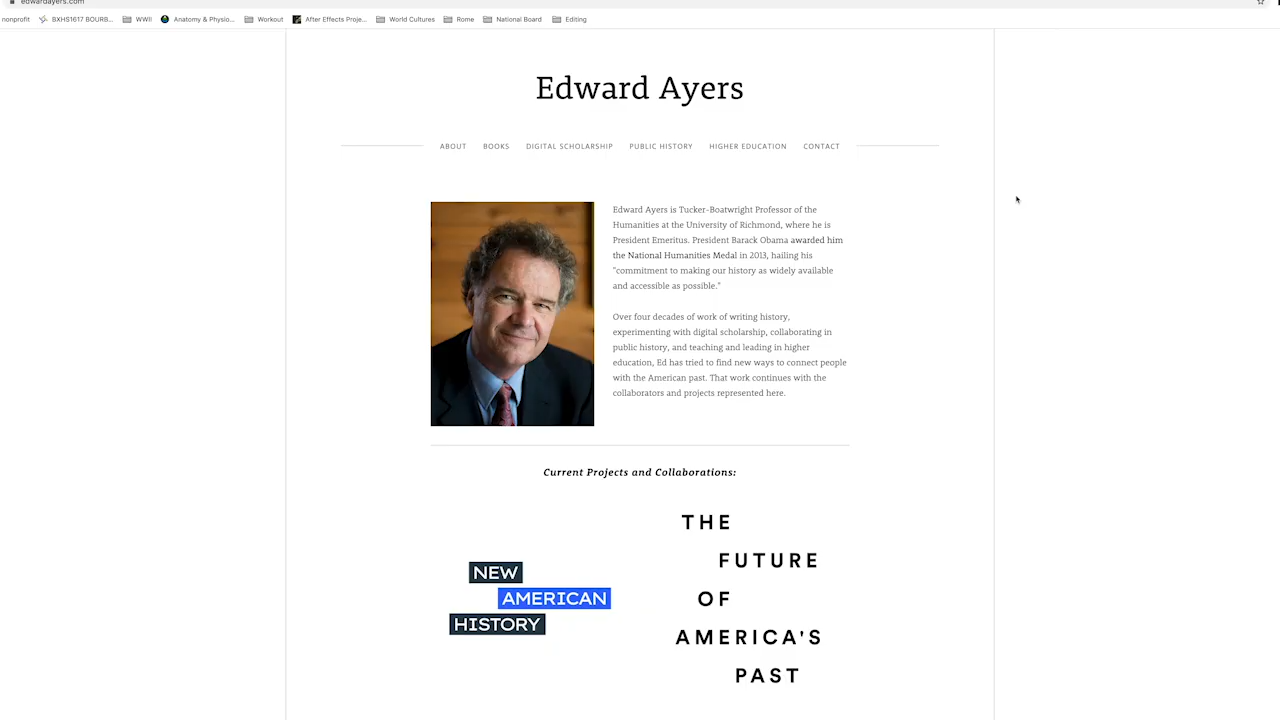 edwardayers.com
nonprofit BXHS1617 BOURB... WWII Anatomy & Physio... Workout After Effects Proje... World Cultures Rome National Board Editing
Edward Ayers
ABOUT BOOKS DIGITAL SCHOLARSHIP PUBLIC HISTORY HIGHER EDUCATION CONTACT
Edward Ayers is Tucker-Boatwright Professor of the
Humanities at the University of Richmond, where he is
President Emeritus. President Barack Obama awarded him
the National Humanities Medal in 2013, hailing his
"commitment to making our history as widely available
and accessible as possible."
Over four decades of work of writing history,
experimenting with digital scholarship, collaborating in
public history, and teaching and leading in higher
education, Ed has tried to find new ways to connect people
with the American past. That work continues with the
collaborators and projects represented here.
Current Projects and Collaborations:
NEW
AMERICAN
HISTORY
THE
FUTURE
OF
AMERICA'S
PAST